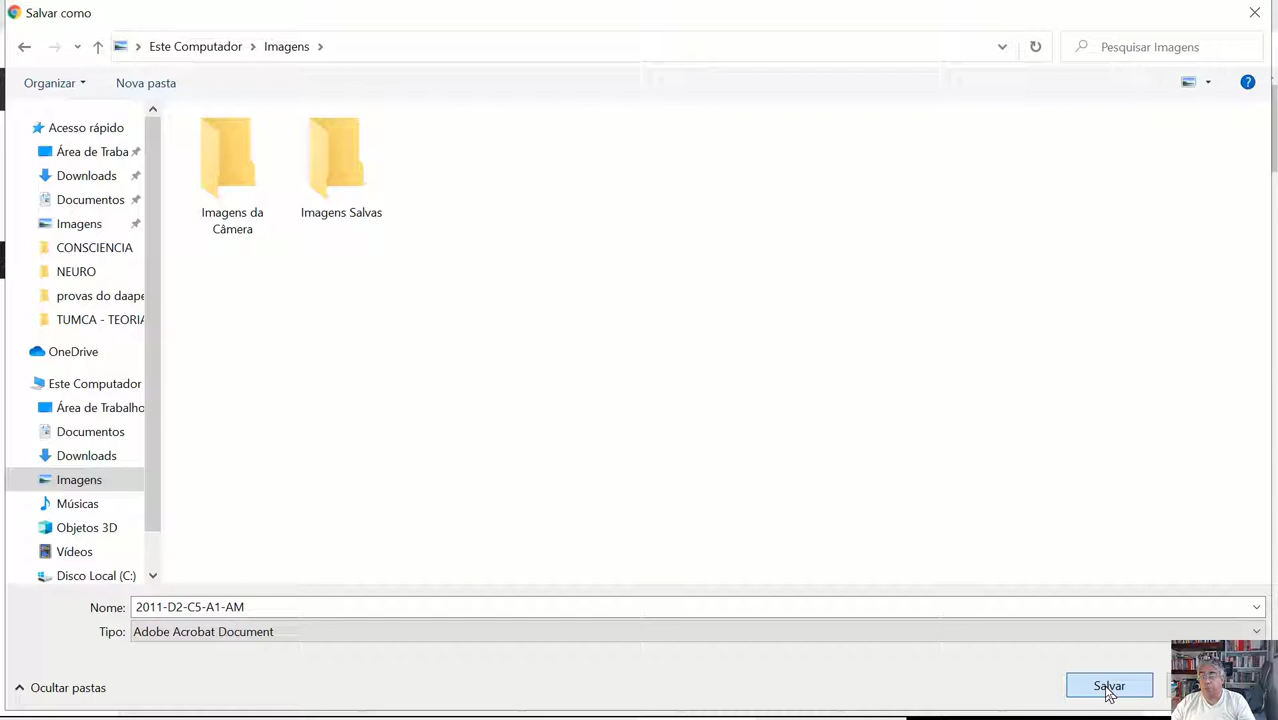 Salvar como
Este Computador
Imagens
Pesquisar Imagens
Organizar
Nova pasta
?
Acesso rápido
Área de Traba
Downloads
Documentos
Imagens
CONSCIENCIA
NEURO
provas do daape
TUMCA - TEORIA
OneDrive
Este Computador
Área de Trabalho
Documentos
Downloads
Imagens
Músicas
Objetos 3D
Vídeos
Disco Local (C:)
Imagens da
Câmera
Imagens Salvas
Nome: 2011-D2-C5-A1-AM
Tipo: Adobe Acrobat Document
Ocultar pastas
Salvar